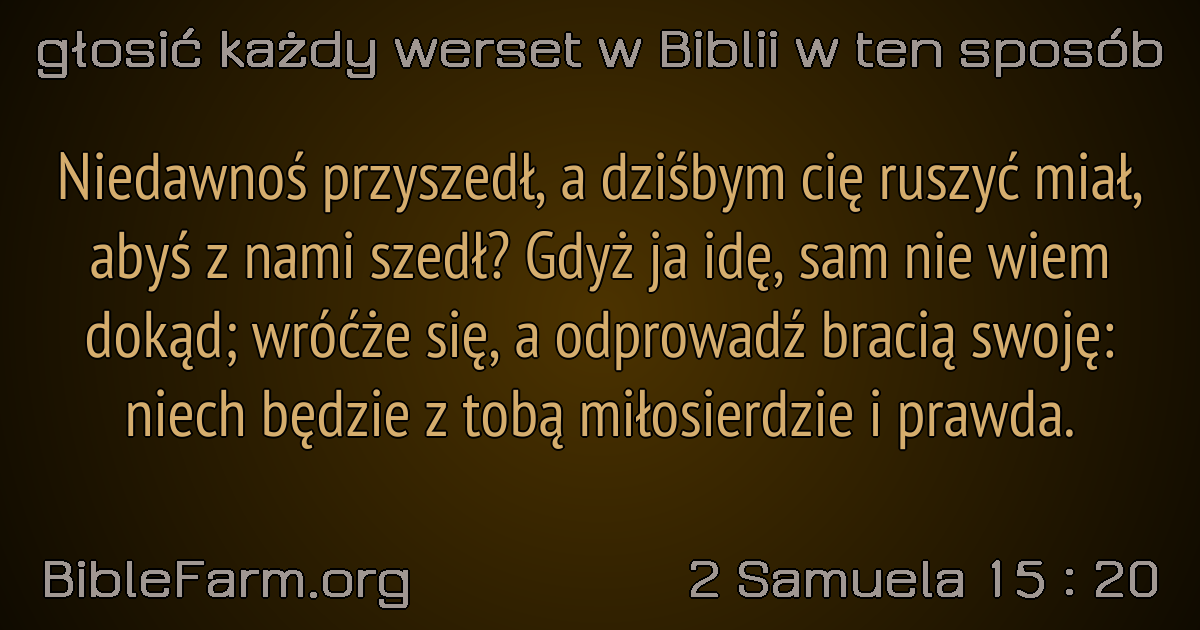 głosić każdy werset w Biblii w ten sposób
Niedawnoś przyszedł, a dziśbym cię ruszyć miał,
abyś z nami szedł? Gdyż ja idę, sam nie wiem
dokąd; wróćże się, a odprowadź bracią swoję:
niech będzie z tobą miłosierdzie i prawda.
BibleFarm.org
2 Samuela 15 : 20